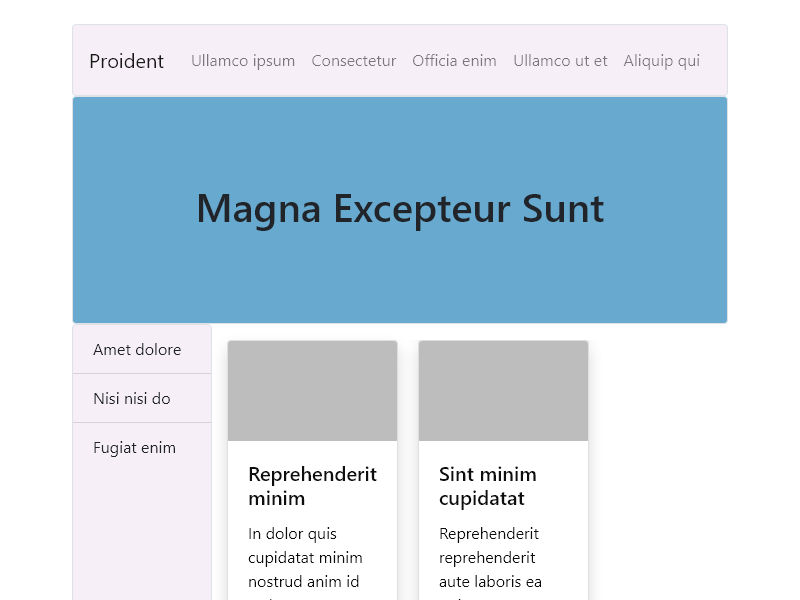 Proident
Ullamco ipsum
Consectetur
Officia enim
Ullamco ut et
Aliquip qui
Magna Excepteur Sunt
Amet dolore
Nisi nisi do
Fugiat enim
Reprehenderit
minim
In dolor quis
cupidatat minim
nostrud anim id
Sint minim
cupidatat
Reprehenderit
reprehenderit
aute laboris ea